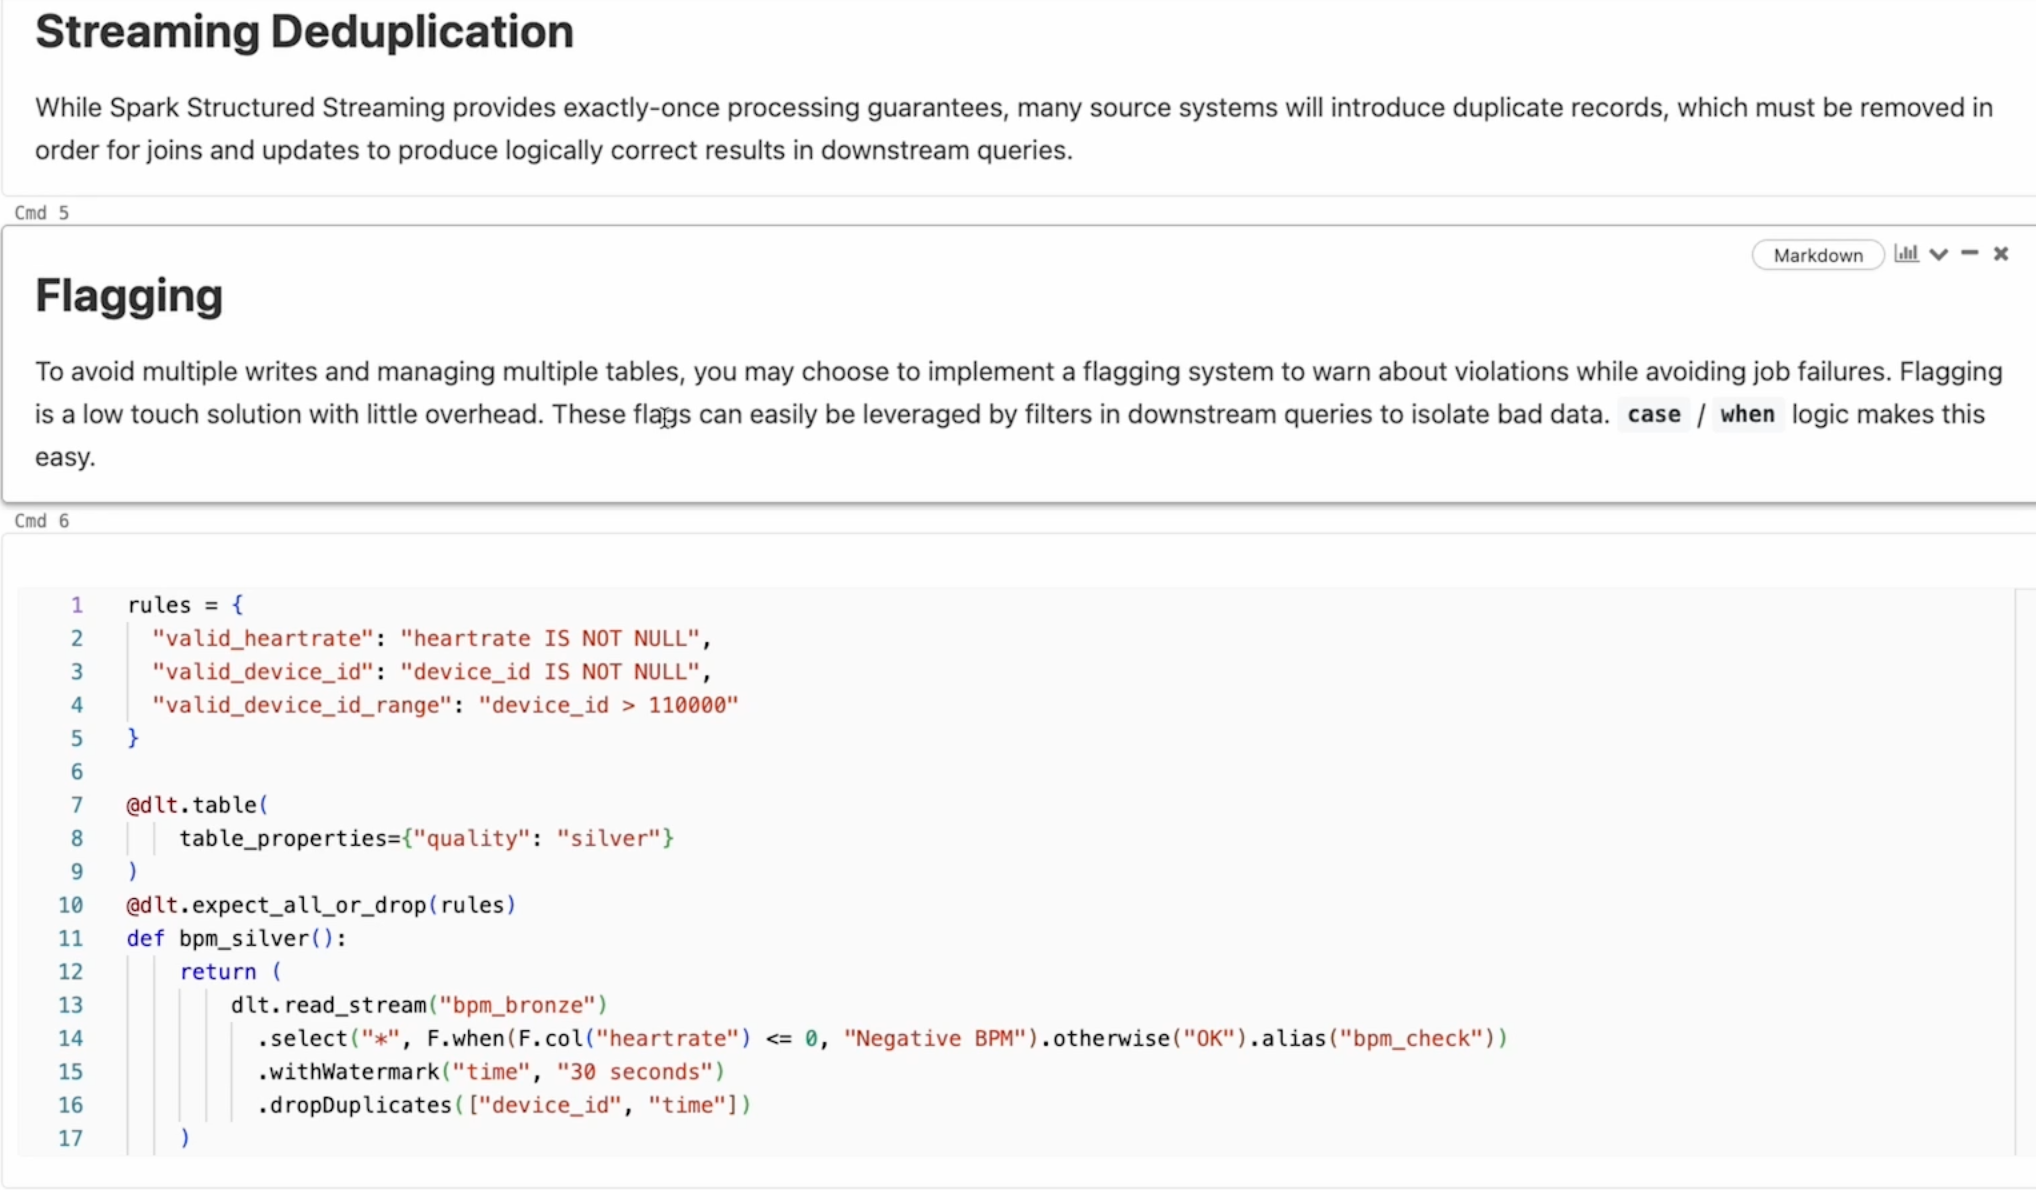 Streaming Deduplication
While Spark Structured Streaming provides exactly-once processing guarantees, many source systems will introduce duplicate records, which must be removed in
order for joins and updates to produce logically correct results in downstream queries.
Cmd 5
Markdown
Flagging
To avoid multiple writes and managing multiple tables, you may choose to implement a flagging system to warn about violations while avoiding job failures. Flagging
is a low touch solution with little overhead. These flags can easily be leveraged by filters in downstream queries to isolate bad data. case / when logic makes this
easy.
Cmd 6
1 rules = {
2 "valid_heartrate": "heartrate IS NOT NULL",
3 "valid_device_id": "device_id IS NOT NULL",
4 "valid_device_id_range": "device_id > 110000"
5 }
6
7 @dlt.table(
8 table_properties={"quality": "silver"}
9 )
10 @dlt.expect_all_or_drop(rules)
11 def bpm_silver():
12 return (
13 dlt.read_stream("bpm_bronze")
14 .select("*", F.when(F.col("heartrate") <= 0, "Negative BPM").otherwise("OK").alias("bpm_check"))
15 .withWatermark("time", "30 seconds")
16 .dropDuplicates(["device_id", "time"])
17 )